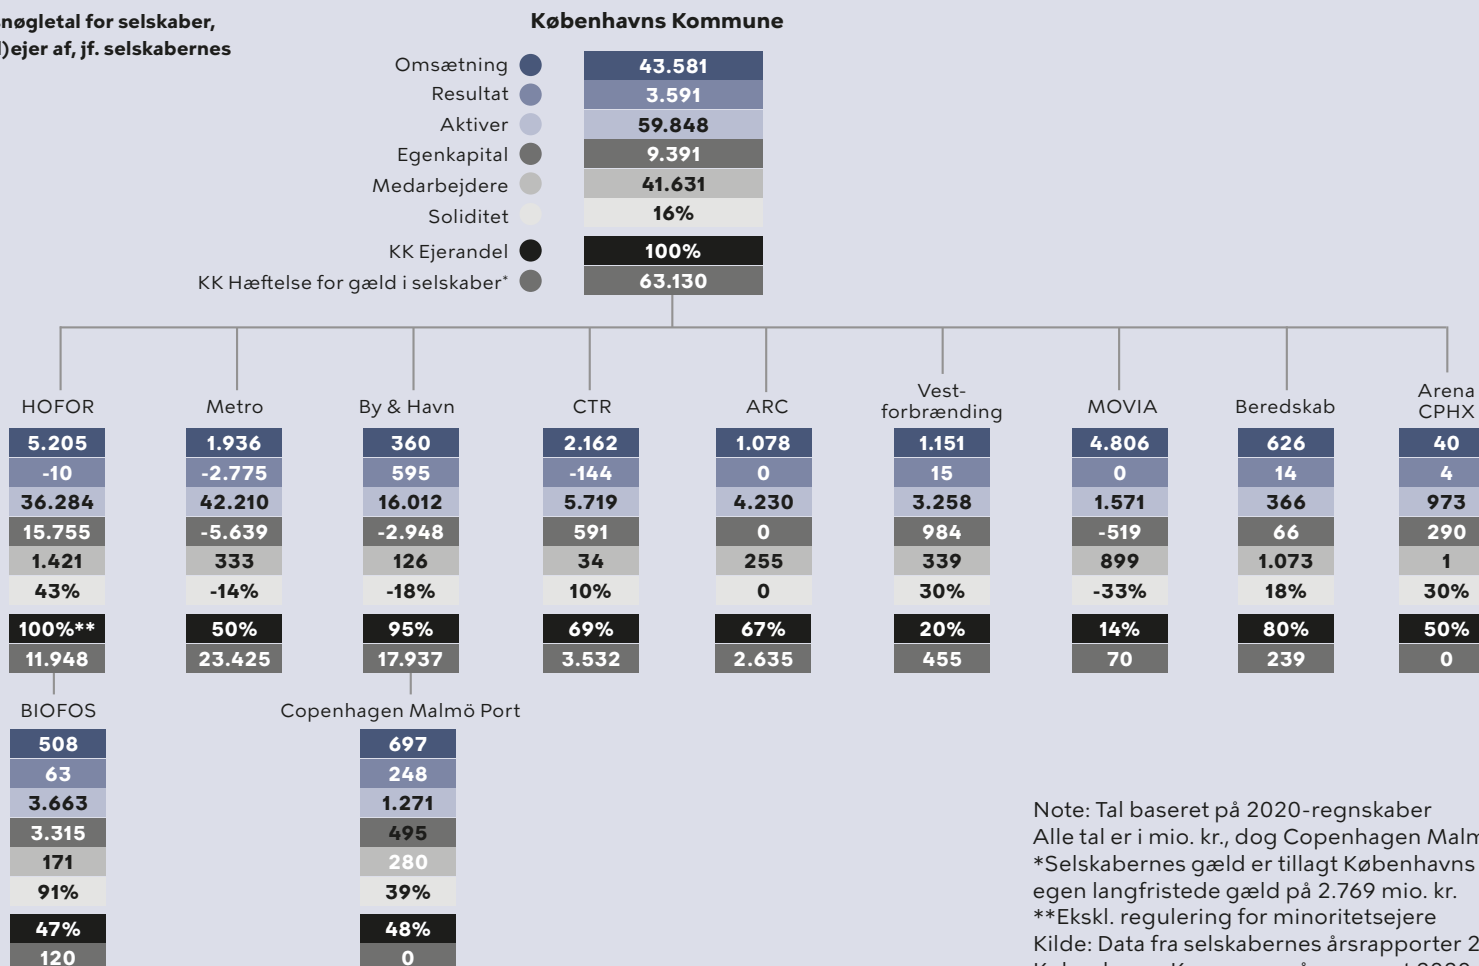 nøgletal for selskaber,
)ejer af, jf. selskabernes
Københavns Kommune
Omsætning 43.581
Resultat 3.591
Aktiver 59.848
Egenkapital 9.391
Medarbejdere 41.631
Soliditet 16%
KK Ejerandel 100%
KK Hæftelse for gæld i selskaber* 63.130
HOFOR
5.205
-10
36.284
15.755
1.421
43%
100%**
11.948
Metro
1.936
-2.775
42.210
-5.639
333
-14%
50%
23.425
By & Havn
360
595
16.012
-2.948
126
-18%
95%
17.937
CTR
2.162
-144
5.719
591
34
10%
69%
3.532
ARC
1.078
0
4.230
0
255
0
67%
2.635
Vest-
forbrænding
1.151
15
3.258
984
339
30%
20%
455
MOVIA
4.806
0
1.571
-519
899
-33%
14%
70
Beredskab
626
14
366
66
1.073
18%
80%
239
Arena
CPHX
40
4
973
290
1
30%
50%
0
BIOFOS
508
63
3.663
3.315
171
91%
47%
120
Copenhagen Malmö Port
697
248
1.271
495
280
39%
48%
0
Note: Tal baseret på 2020-regnskaber
Alle tal er i mio. kr., dog Copenhagen Malm
*Selskabernes gæld er tillagt Københavns
egen langfristede gæld på 2.769 mio. kr.
**Ekskl. regulering for minoritetsejere
Kilde: Data fra selskabernes årsrapporter 2